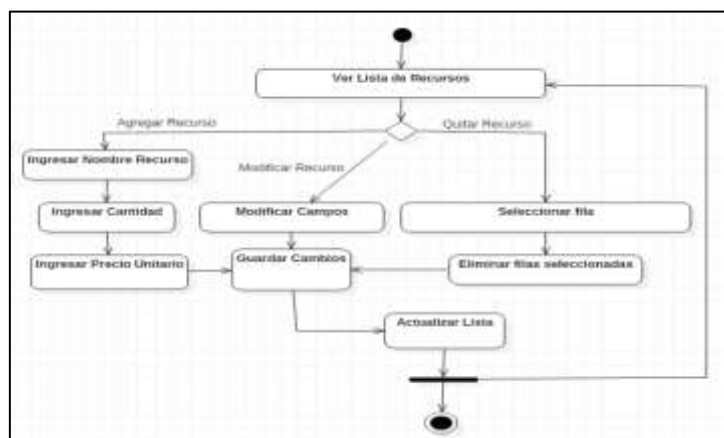 Ver Lista de Recursos
Agregar Recurso
Quitar Recurso
Ingresar Nombre Recurso
Modificar Recurso
Ingresar Cantidad
Modificar Campos
Seleccionar fila
Ingresar Precio Unitario
Guardar Cambios
Eliminar filas seleccionadas
Actualizar Lista